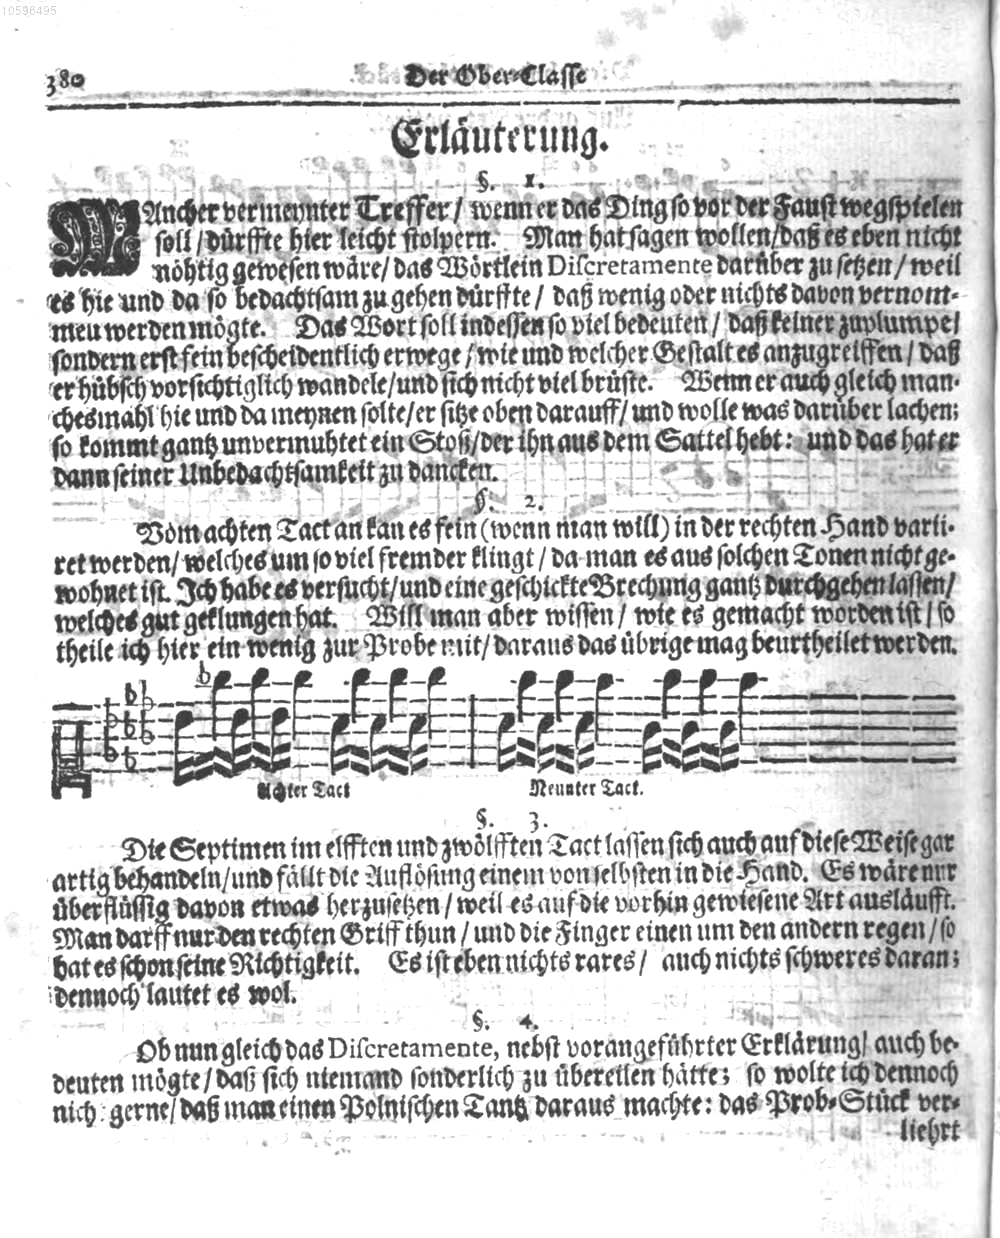 10596495
380 Der Ober-Classe
Erläuterung.
§. 1.
MAncher vermeynter Treffer / wenn er das Ding so vor der Faust wegspielen
soll / dürffte hier leicht stolpern. Man hat sagen wollen / daß es eben nicht
nöhtig gewesen wäre / das Wörtlein Discretamente darüber zu setzen / weil
es hie und da so bedachtsam zu gehen dürffte / daß wenig oder nichts davon vernom-
men werden mögte. Das Wort soll indessen so viel bedeuten / daß keiner zuplumpe /
sondern erst fein bescheidentlich erwege / wie und welcher Gestalt es anzugreiffen / daß
er hübsch vorsichtiglich wandele / und sich nicht viel brüste. Wenn er auch gleich man-
chesmahl hie und da meynen solte / er sitze oben darauff / und wolle was darüber lachen;
so kommt gantz unvermuhtet ein Stoß / der ihn aus dem Sattel hebt: und das hat er
dann seiner Unbedachtsamkeit zu dancken.
§. 2.
Vom achten Tact an kan es fein (wenn man will) in der rechten Hand varii-
ret werden / welches um so viel fremder klingt / da man es aus solchen Tonen nicht ge-
wohnet ist. Ich habe es versucht / und eine geschickte Brechung gantz durchgehen lassen /
welches gut geklungen hat. Will man aber wissen / wie es gemacht worden ist / so
theile ich hier ein wenig zur Probe mit / daraus das übrige mag beurtheilet werden.
Achter Tact Neunter Tact.
§. 3.
Die Septimen im elfften und zwölfften Tact lassen sich auch auf diese Weise gar
artig behandeln / und fällt die Auflösung einem von selbsten in die Hand. Es wäre nur
überflüssig davon etwas herzusetzen / weil es auf die vorhin gewiesene Art ausläufft.
Man darff nur den rechten Griff thun / und die Finger einen um den andern regen / so
hat es schon seine Richtigkeit. Es ist eben nichts rares / auch nichts schweres daran;
dennoch lautet es wol.
§. 4.
Ob nun gleich das Discretamente, nebst vorangeführter Erklärung / auch be-
deuten mögte / daß sich niemand sonderlich zu übereilen hätte; so wolte ich dennoch
nicht gerne / daß man einen Polnischen Tantz daraus machte: das Prob-Stück ver-
liehrt